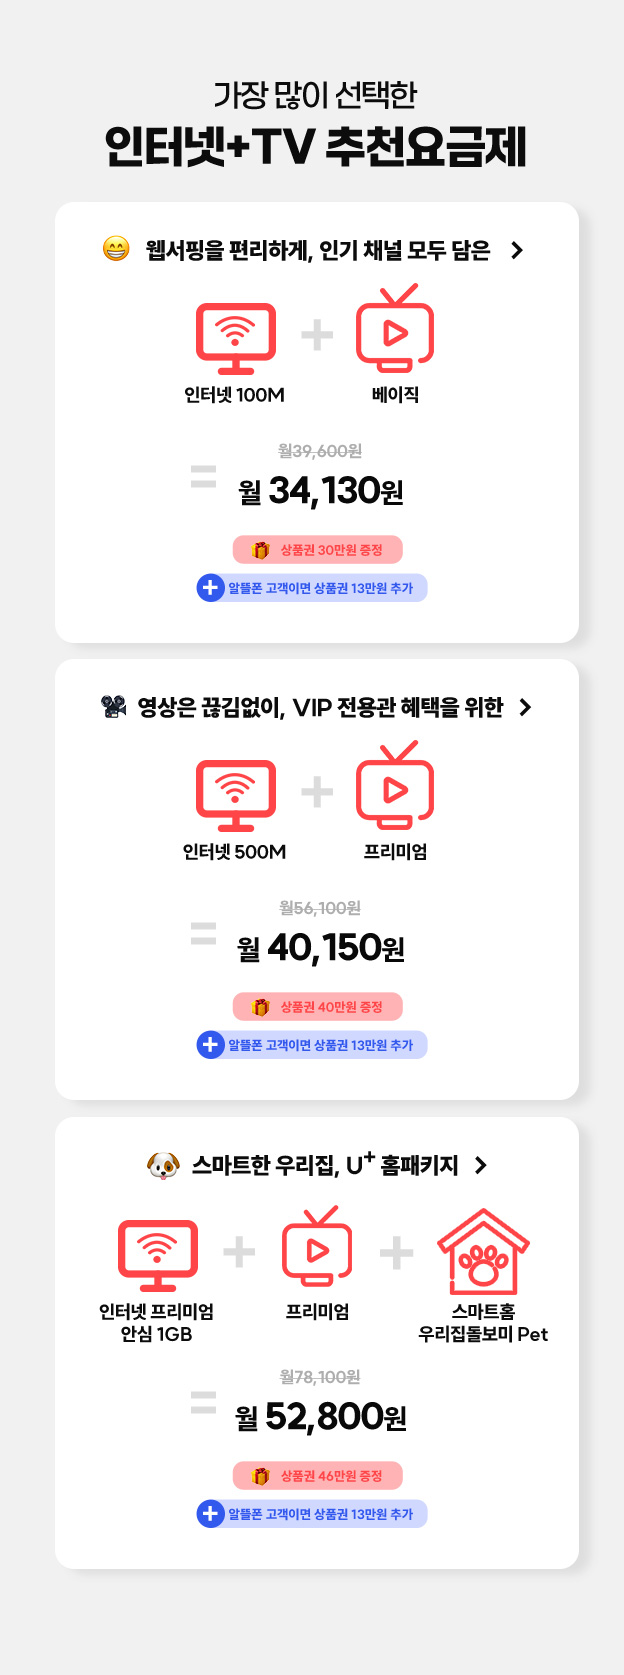 가장 많이 선택한
인터넷+TV 추천요금제
웹서핑을 편리하게, 인기 채널 모두 담은 >
+
인터넷 100M
베이직
월39,600원
= 월 34,130원
상품권 30만원 증정
+ 알뜰폰 고객이면 상품권 13만원 추가
영상은 끊김없이, VIP 전용관 혜택을 위한 >
+
인터넷 500M
프리미엄
월56,100원
= 월 40,150원
상품권 40만원 증정
+ 알뜰폰 고객이면 상품권 13만원 추가
스마트한 우리집, U+ 홈패키지 >
+ +
인터넷 프리미엄
안심 1GB
프리미엄
스마트홈
우리집돌보미 Pet
월78,100원
= 월 52,800원
상품권 46만원 증정
+ 알뜰폰 고객이면 상품권 13만원 추가